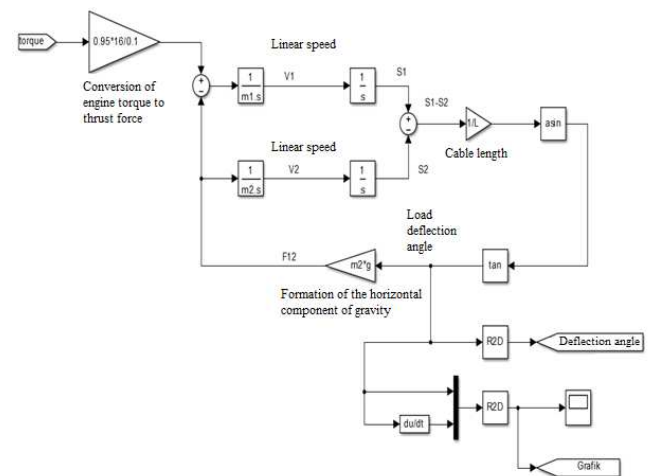 torque
0.95*16/0.1
Conversion of
engine torque to
thrust force
+
−
Linear speed
1
m1.s
V1
1
s
S1
S1-S2
+
−
1/L
Cable length
asin
Linear speed
1
m2.s
V2
1
s
S2
Load
deflection
angle
F12
m2*g
tan
Formation of the horizontal
component of gravity
R2D
Deflection angle
du/dt
R2D
Grafik